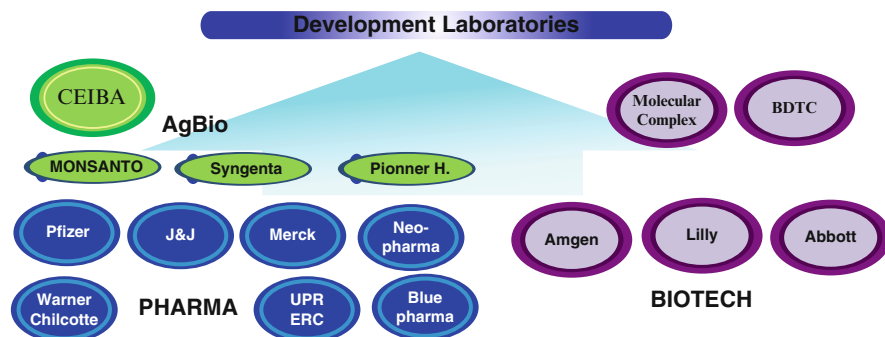 Development Laboratories
CEIBA
AgBio
Molecular
Complex
BDTC
MONSANTO
Syngenta
Pionner H.
Pfizer
J&J
Merck
Neo-
pharma
Amgen
Lilly
Abbott
Warner
Chilcotte
PHARMA
UPR
ERC
Blue
pharma
BIOTECH